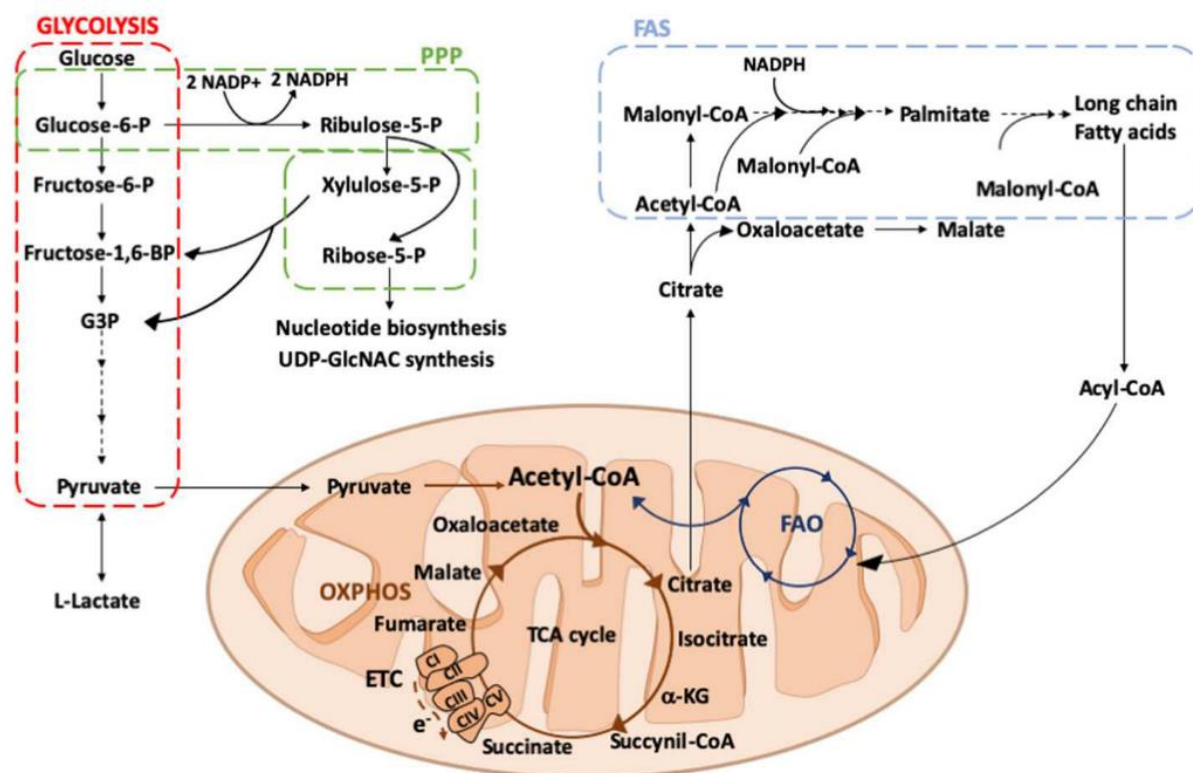 GLYCOLYSIS
Glucose
Glucose-6-P
Fructose-6-P
Fructose-1,6-BP
G3P
Pyruvate
L-Lactate
PPP
2 NADP+ 2 NADPH
Ribulose-5-P
Xylulose-5-P
Ribose-5-P
Nucleotide biosynthesis
UDP-GlcNAC synthesis
FAS
NADPH
Malonyl-CoA
Palmitate
Long chain
Fatty acids
Malonyl-CoA
Malonyl-CoA
Acetyl-CoA
Oxaloacetate
Malate
Citrate
Acyl-CoA
Pyruvate
Acetyl-CoA
FAO
Oxaloacetate
Malate
Citrate
OXPHOS
Fumarate
TCA cycle
Isocitrate
ETC
CI
CII
CIII
CIV
CV
e-
α-KG
Succinate
Succynil-CoA